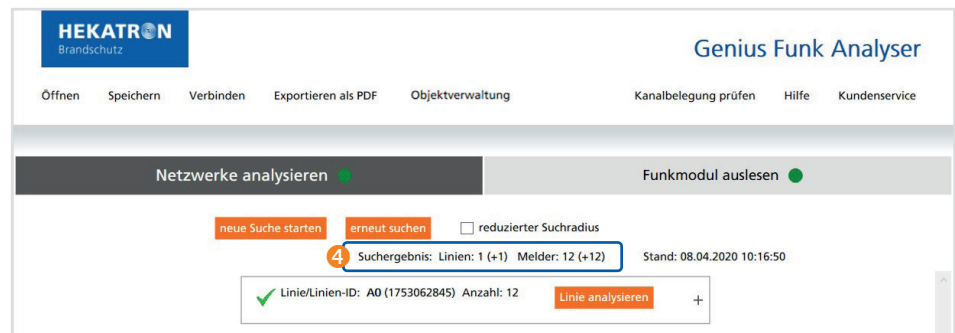 HEKATRON
Brandschutz
Genius Funk Analyser
Öffnen Speichern Verbinden Exportieren als PDF Objektverwaltung Kanalbelegung prüfen Hilfe Kundenservice
Netzwerke analysieren Funkmodul auslesen
neue Suche starten erneut suchen reduzierter Suchradius
4 Suchergebnis: Linien: 1 (+1) Melder: 12 (+12) Stand: 08.04.2020 10:16:50
Linie/Linien-ID: A0 (1753062845) Anzahl: 12 Linie analysieren +